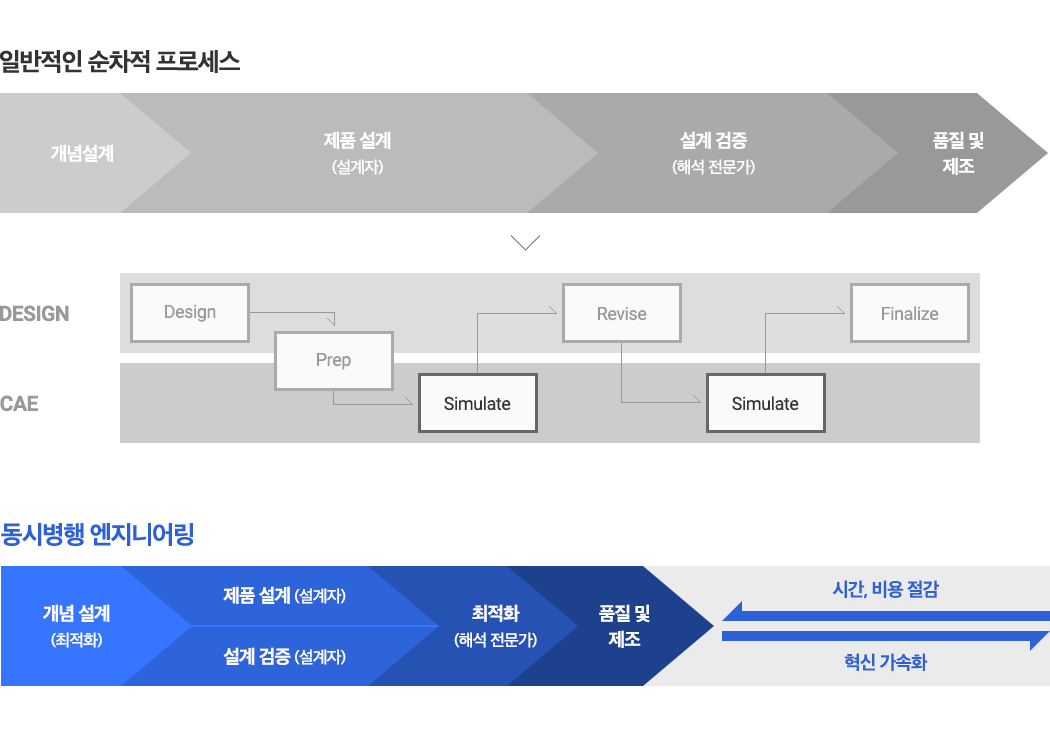 일반적인 순차적 프로세스
개념설계
제품 설계
(설계자)
설계 검증
(해석 전문가)
품질 및
제조
DESIGN
Design
Prep
Revise
Finalize
CAE
Simulate
Simulate
동시병행 엔지니어링
개념 설계
(최적화)
제품 설계 (설계자)
설계 검증 (설계자)
최적화
(해석 전문가)
품질 및
제조
시간, 비용 절감
혁신 가속화